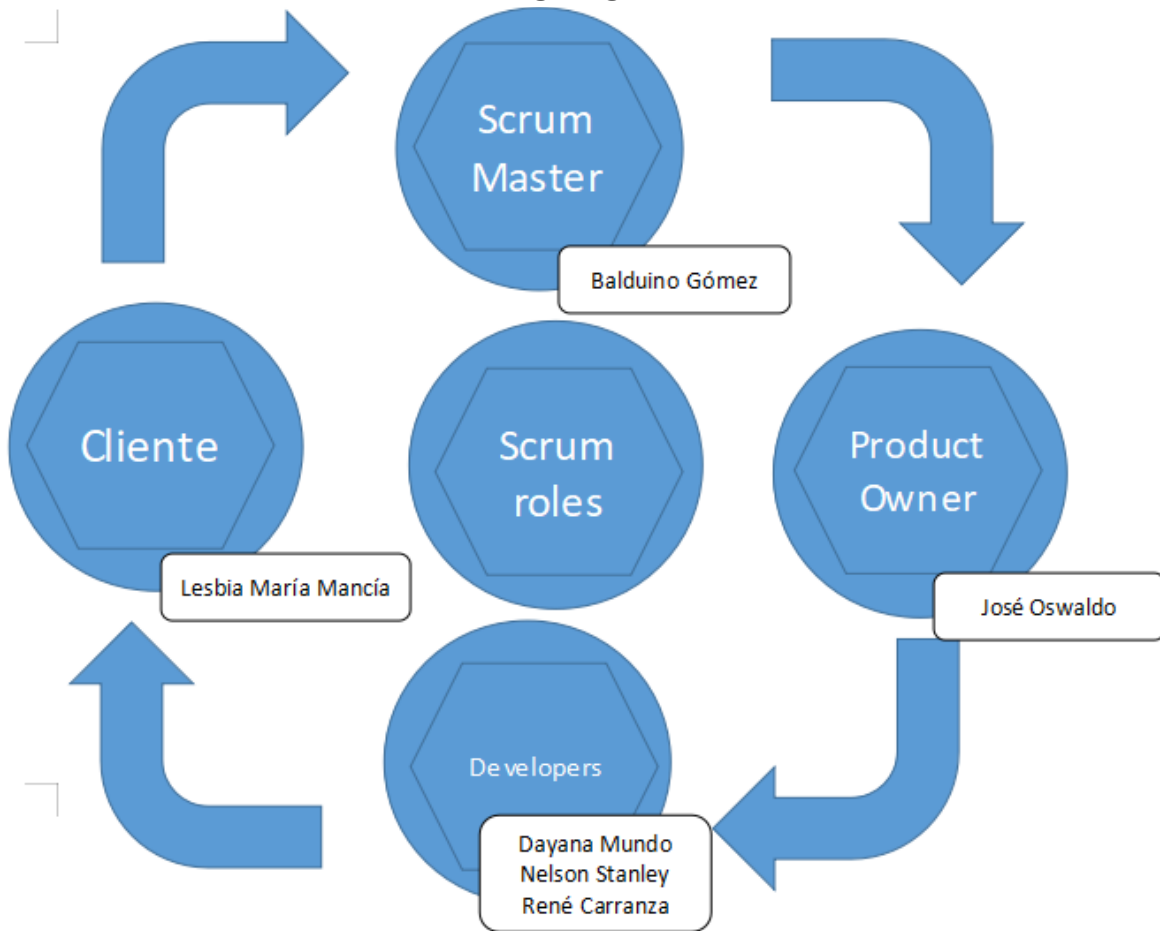 Scrum
Master
Balduino Gómez
Cliente
Lesbia María Mancía
Scrum
roles
Product
Owner
José Oswaldo
Developers
Dayana Mundo
Nelson Stanley
René Carranza